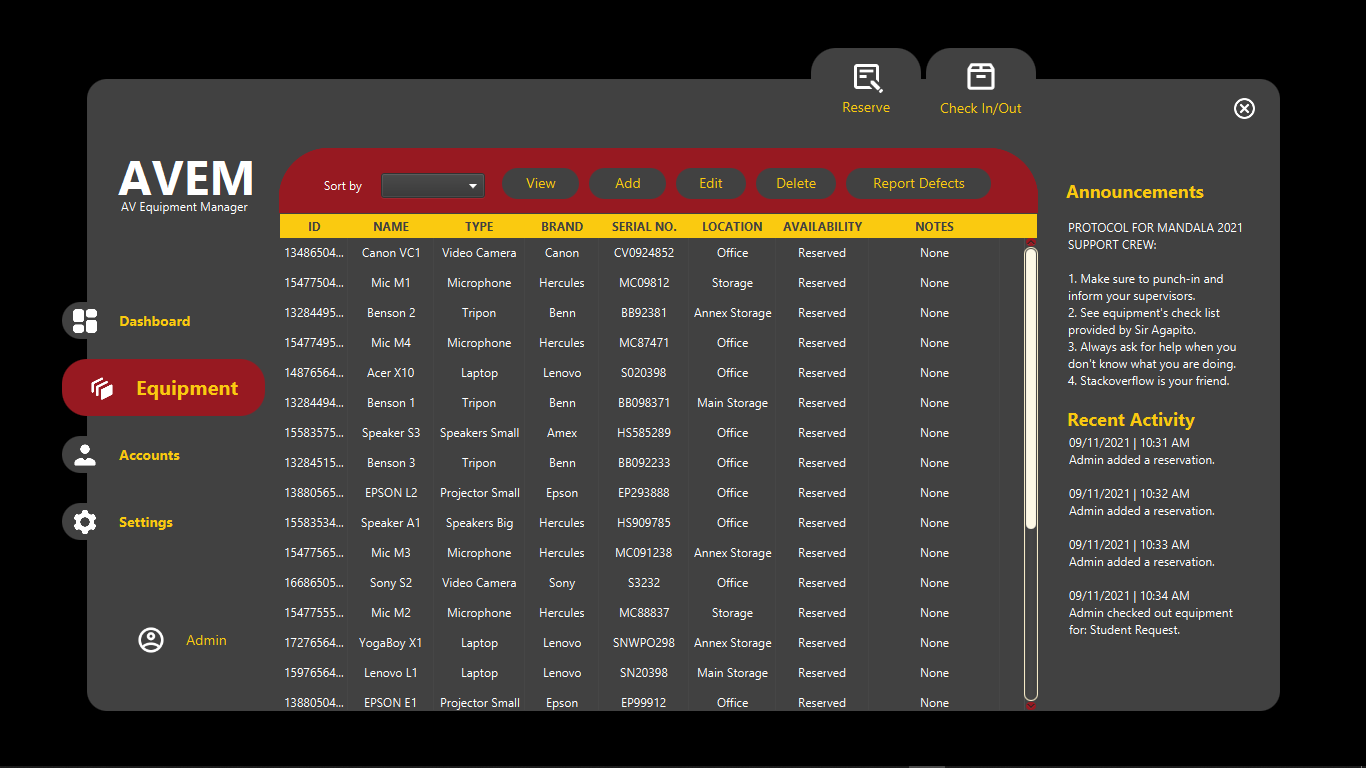 Reserve
Check In/Out
AVEM
AV Equipment Manager
Dashboard
Equipment
Accounts
Settings
Admin
Sort by
View
Add
Edit
Delete
Report Defects
ID NAME TYPE BRAND SERIAL NO. LOCATION AVAILABILITY NOTES
13486504... Canon VC1 Video Camera Canon CV0924852 Office Reserved None
15477504... Mic M1 Microphone Hercules MC09812 Storage Reserved None
13284495... Benson 2 Tripon Benn BB92381 Annex Storage Reserved None
15477495... Mic M4 Microphone Hercules MC87471 Office Reserved None
14876564... Acer X10 Laptop Lenovo S020398 Office Reserved None
13284494... Benson 1 Tripon Benn BB098371 Main Storage Reserved None
15583575... Speaker S3 Speakers Small Amex HS585289 Office Reserved None
13284515... Benson 3 Tripon Benn BB092233 Office Reserved None
13880565... EPSON L2 Projector Small Epson EP293888 Office Reserved None
15583534... Speaker A1 Speakers Big Hercules HS909785 Office Reserved None
15477565... Mic M3 Microphone Hercules MC091238 Annex Storage Reserved None
16686505... Sony S2 Video Camera Sony S3232 Office Reserved None
15477555... Mic M2 Microphone Hercules MC88837 Storage Reserved None
17276564... YogaBoy X1 Laptop Lenovo SNWPO298 Annex Storage Reserved None
15976564... Lenovo L1 Laptop Lenovo SN20398 Main Storage Reserved None
13880504... EPSON E1 Projector Small Epson EP99912 Office Reserved None
Announcements
PROTOCOL FOR MANDALA 2021
SUPPORT CREW:
1. Make sure to punch-in and
inform your supervisors.
2. See equipment's check list
provided by Sir Agapito.
3. Always ask for help when you
don't know what you are doing.
4. Stackoverflow is your friend.
Recent Activity
09/11/2021 | 10:31 AM
Admin added a reservation.
09/11/2021 | 10:32 AM
Admin added a reservation.
09/11/2021 | 10:33 AM
Admin added a reservation.
09/11/2021 | 10:34 AM
Admin checked out equipment
for: Student Request.